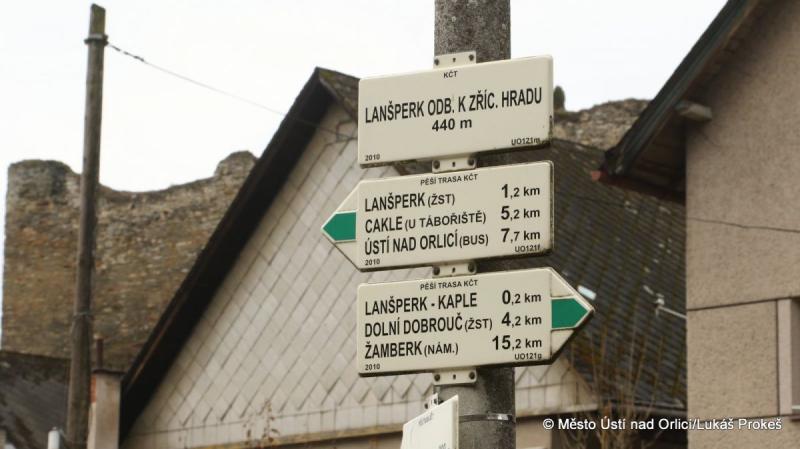 KČT
LANŠPERK ODB. K ZŘÍC. HRADU
440 m
2010 UO121m
PĚŠÍ TRASA KČT
LANŠPERK (ŽST) 1,2 km
CAKLE (U TÁBOŘIŠTĚ) 5,2 km
ÚSTÍ NAD ORLICÍ (BUS) 7,7 km
2010 UO121f
PĚŠÍ TRASA KČT
LANŠPERK - KAPLE 0,2 km
DOLNÍ DOBROUČ (ŽST) 4,2 km
ŽAMBERK (NÁM.) 15,2 km
2010 UO121g
© Město Ústí nad Orlicí/Lukáš Prokeš